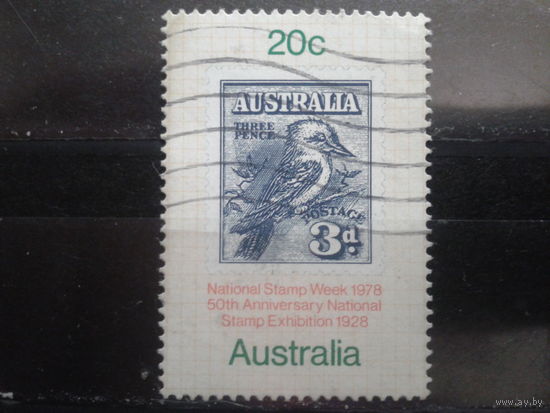 20c
AUSTRALIA
THREE
PENCE
POSTAGE
3d.
National Stamp Week 1978
50th Anniversary National
Stamp Exhibition 1928
Australia
www.ay.by